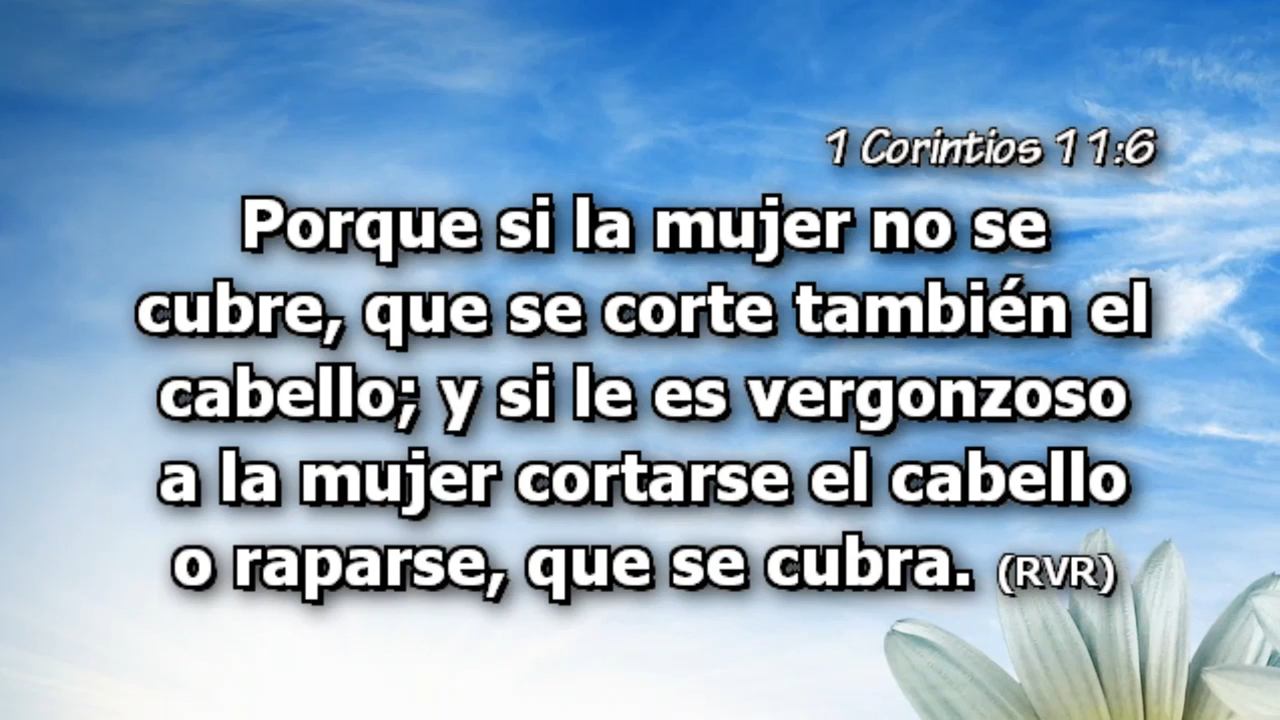 1 Corintios 11:6
Porque si la mujer no se
cubre, que se corte también el
cabello; y si le es vergonzoso
a la mujer cortarse el cabello
o raparse, que se cubra. (RVR)